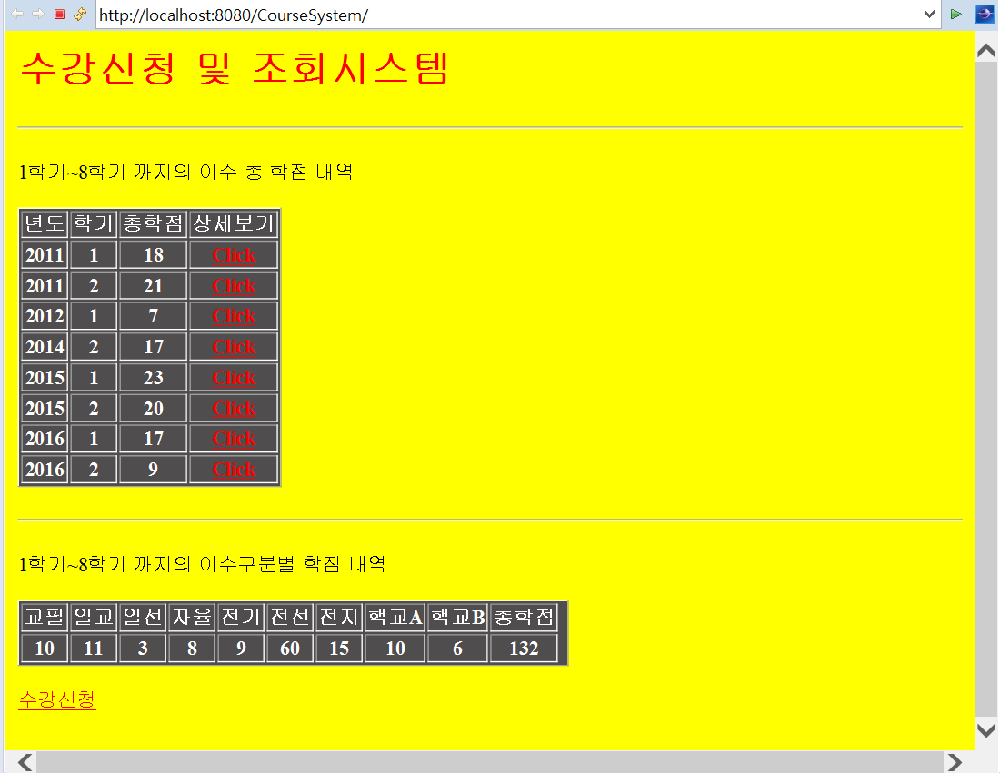 http://localhost:8080/CourseSystem/
수강신청 및 조회시스템
1학기~8학기 까지의 이수 총 학점 내역
년도 학기 총학점 상세보기
2011 1 18 Click
2011 2 21 Click
2012 1 7 Click
2014 2 17 Click
2015 1 23 Click
2015 2 20 Click
2016 1 17 Click
2016 2 9 Click
1학기~8학기 까지의 이수구분별 학점 내역
교필 일교 일선 자율 전기 전선 전지 핵교A 핵교B 총학점
10 11 3 8 9 60 15 10 6 132
수강신청